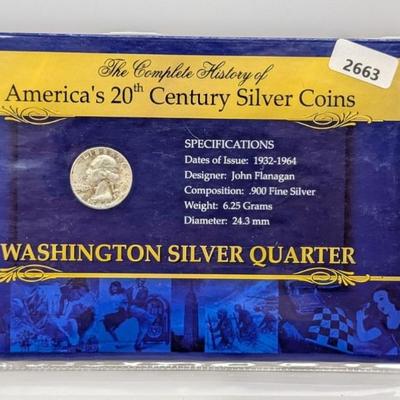 2663
The Complete History of
America's 20th Century Silver Coins
SPECIFICATIONS
Dates of Issue: 1932-1964
Designer: John Flanagan
Composition: .900 Fine Silver
Weight: 6.25 Grams
Diameter: 24.3 mm
LIBERTY
WASHINGTON SILVER QUARTER